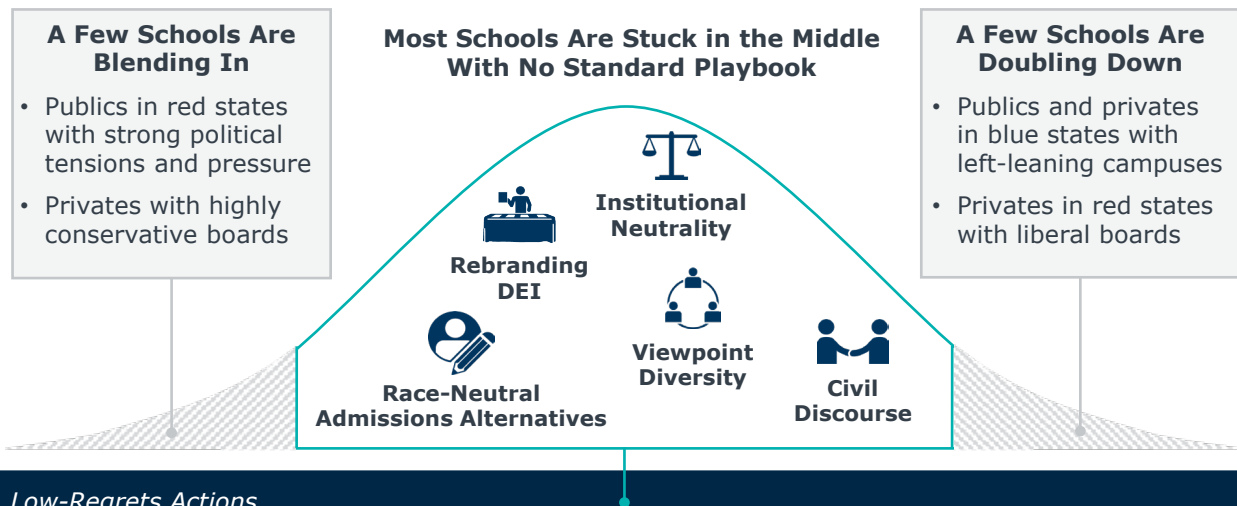 A Few Schools Are
Blending In
• Publics in red states
with strong political
tensions and pressure
• Privates with highly
conservative boards
Most Schools Are Stuck in the Middle
With No Standard Playbook
Institutional
Neutrality
Rebranding
DEI
Viewpoint
Diversity
Race-Neutral
Admissions Alternatives
Civil
Discourse
A Few Schools Are
Doubling Down
• Publics and privates
in blue states with
left-leaning campuses
• Privates in red states
with liberal boards
Low-Regrets Actions